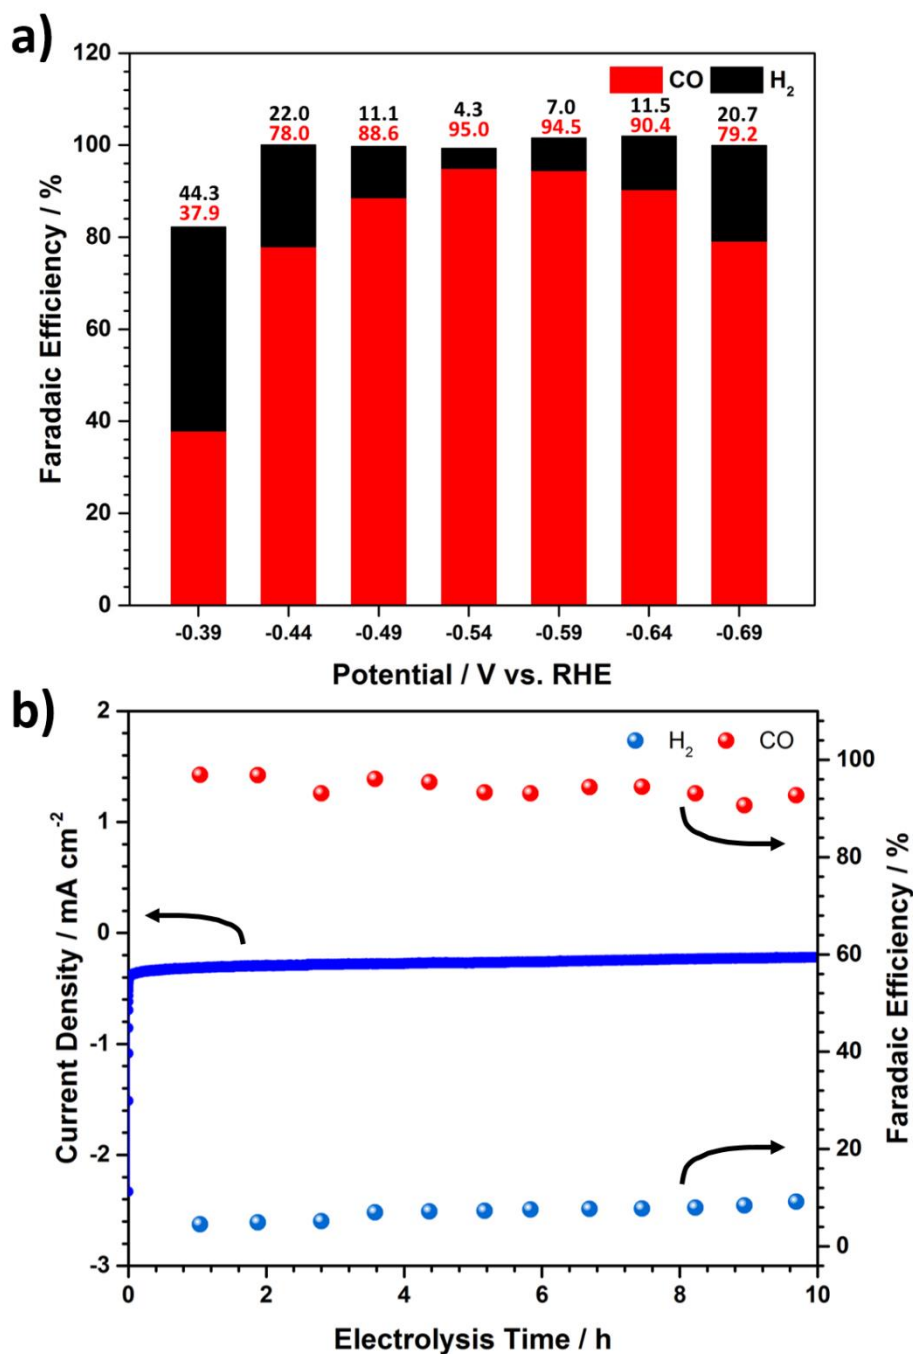 a)
120
100
80
60
40
20
0
Faradaic Efficiency / %
CO H₂
44.3 22.0 11.1 4.3 7.0 11.5 20.7
37.9 78.0 88.6 95.0 94.5 90.4 79.2
-0.39 -0.44 -0.49 -0.54 -0.59 -0.64 -0.69
Potential / V vs. RHE
b)
2
1
0
-1
-2
-3
Current Density / mA cm⁻²
H₂ CO
100
80
60
40
20
0
Faradaic Efficiency / %
0 2 4 6 8 10
Electrolysis Time / h